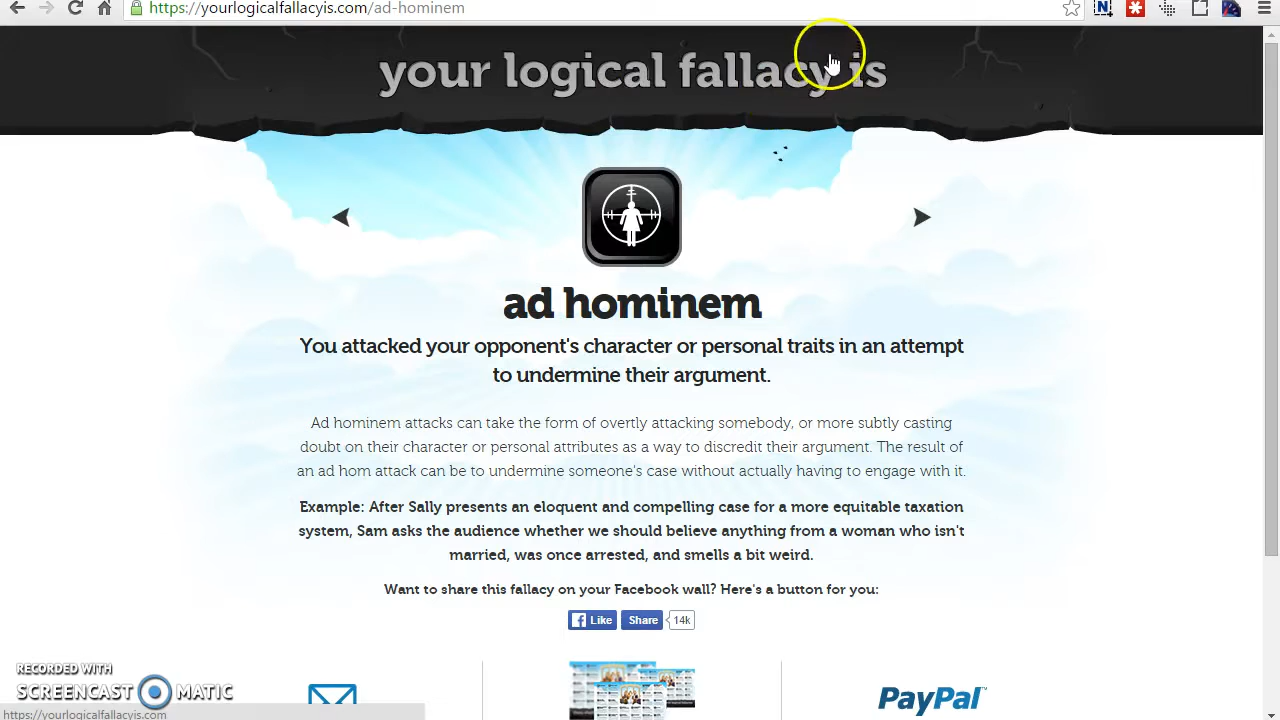 https://yourlogicalfallacyis.com/ad-hominem
your logical fallacy is
ad hominem
You attacked your opponent's character or personal traits in an attempt
to undermine their argument.
Ad hominem attacks can take the form of overtly attacking somebody, or more subtly casting
doubt on their character or personal attributes as a way to discredit their argument. The result of
an ad hom attack can be to undermine someone's case without actually having to engage with it.
Example: After Sally presents an eloquent and compelling case for a more equitable taxation
system, Sam asks the audience whether we should believe anything from a woman who isn't
married, was once arrested, and smells a bit weird.
Want to share this fallacy on your Facebook wall? Here's a button for you:
Like Share 14k
RECORDED WITH
SCREENCAST MATIC
PayPal™
https://yourlogicalfallacyis.com